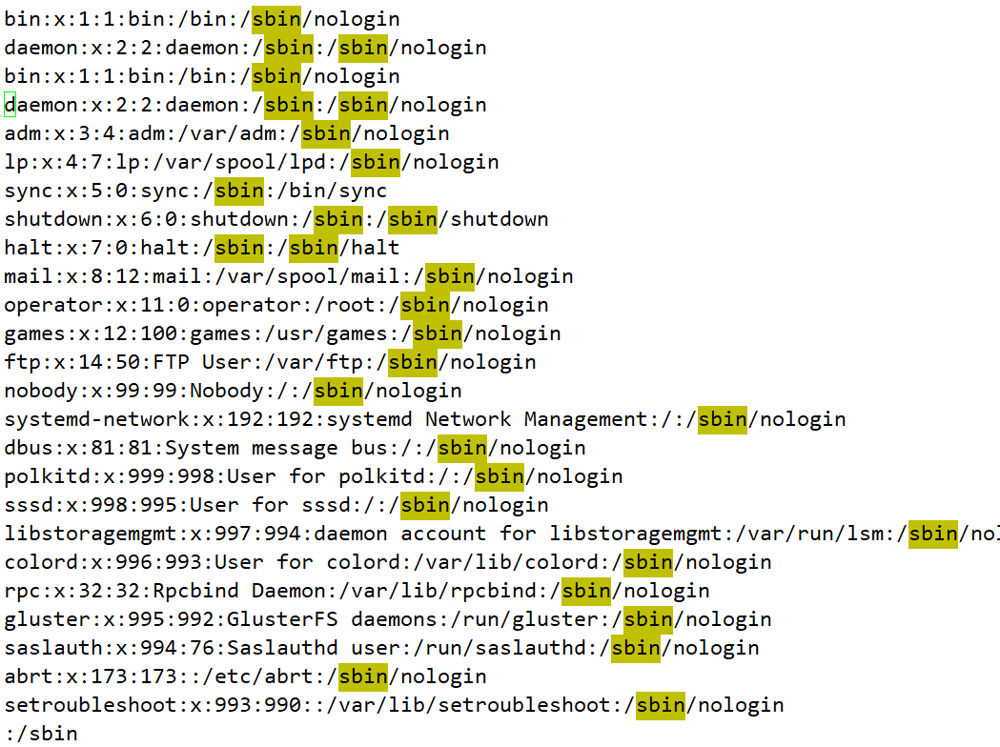 bin:x:1:1:bin:/bin:/sbin/nologin
daemon:x:2:2:daemon:/sbin:/sbin/nologin
bin:x:1:1:bin:/bin:/sbin/nologin
daemon:x:2:2:daemon:/sbin:/sbin/nologin
adm:x:3:4:adm:/var/adm:/sbin/nologin
lp:x:4:7:lp:/var/spool/lpd:/sbin/nologin
sync:x:5:0:sync:/sbin:/bin/sync
shutdown:x:6:0:shutdown:/sbin:/sbin/shutdown
halt:x:7:0:halt:/sbin:/sbin/halt
mail:x:8:12:mail:/var/spool/mail:/sbin/nologin
operator:x:11:0:operator:/root:/sbin/nologin
games:x:12:100:games:/usr/games:/sbin/nologin
ftp:x:14:50:FTP User:/var/ftp:/sbin/nologin
nobody:x:99:99:Nobody:/:/sbin/nologin
systemd-network:x:192:192:systemd Network Management:/:/sbin/nologin
dbus:x:81:81:System message bus:/:/sbin/nologin
polkitd:x:999:998:User for polkitd:/:/sbin/nologin
sssd:x:998:995:User for sssd:/:/sbin/nologin
libstoragemgmt:x:997:994:daemon account for libstoragemgmt:/var/run/lsm:/sbin/nol
colord:x:996:993:User for colord:/var/lib/colord:/sbin/nologin
rpc:x:32:32:Rpcbind Daemon:/var/lib/rpcbind:/sbin/nologin
gluster:x:995:992:GlusterFS daemons:/run/gluster:/sbin/nologin
saslauth:x:994:76:Saslauthd user:/run/saslauthd:/sbin/nologin
abrt:x:173:173::/etc/abrt:/sbin/nologin
setroubleshoot:x:993:990::/var/lib/setroubleshoot:/sbin/nologin
:/sbin